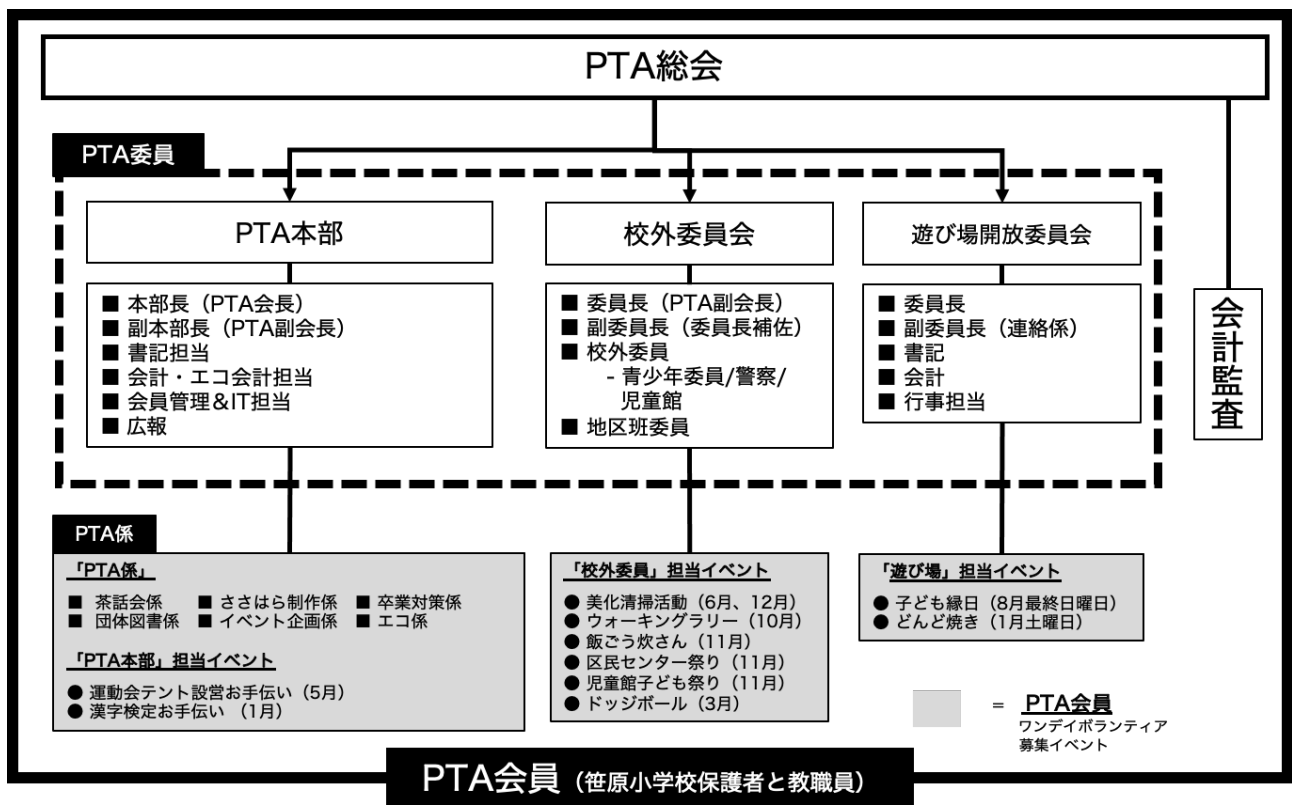 PTA総会
PTA委員
PTA本部
■ 本部長（PTA会長）
■ 副本部長（PTA副会長）
■ 書記担当
■ 会計・エコ会計担当
■ 会員管理＆IT担当
■ 広報
校外委員会
■ 委員長（PTA副会長）
■ 副委員長（委員長補佐）
■ 校外委員
- 青少年委員/警察/
児童館
■ 地区班委員
遊び場開放委員会
■ 委員長
■ 副委員長（連絡係）
■ 書記
■ 会計
■ 行事担当
会計監査
PTA係
「PTA係」
■ 茶話会係 ■ ささはら制作係 ■ 卒業対策係
■ 団体図書係 ■ イベント企画係 ■ エコ係
「PTA本部」担当イベント
● 運動会テント設営お手伝い（5月）
● 漢字検定お手伝い （1月）
「校外委員」担当イベント
● 美化清掃活動（6月、12月）
● ウォーキングラリー（10月）
● 飯ごう炊さん（11月）
● 区民センター祭り（11月）
● 児童館子ども祭り（11月）
● ドッジボール（3月）
「遊び場」担当イベント
● 子ども縁日（8月最終日曜日）
● どんど焼き（1月土曜日）
= PTA会員
ワンデイボランティア
募集イベント
PTA会員（笹原小学校保護者と教職員）